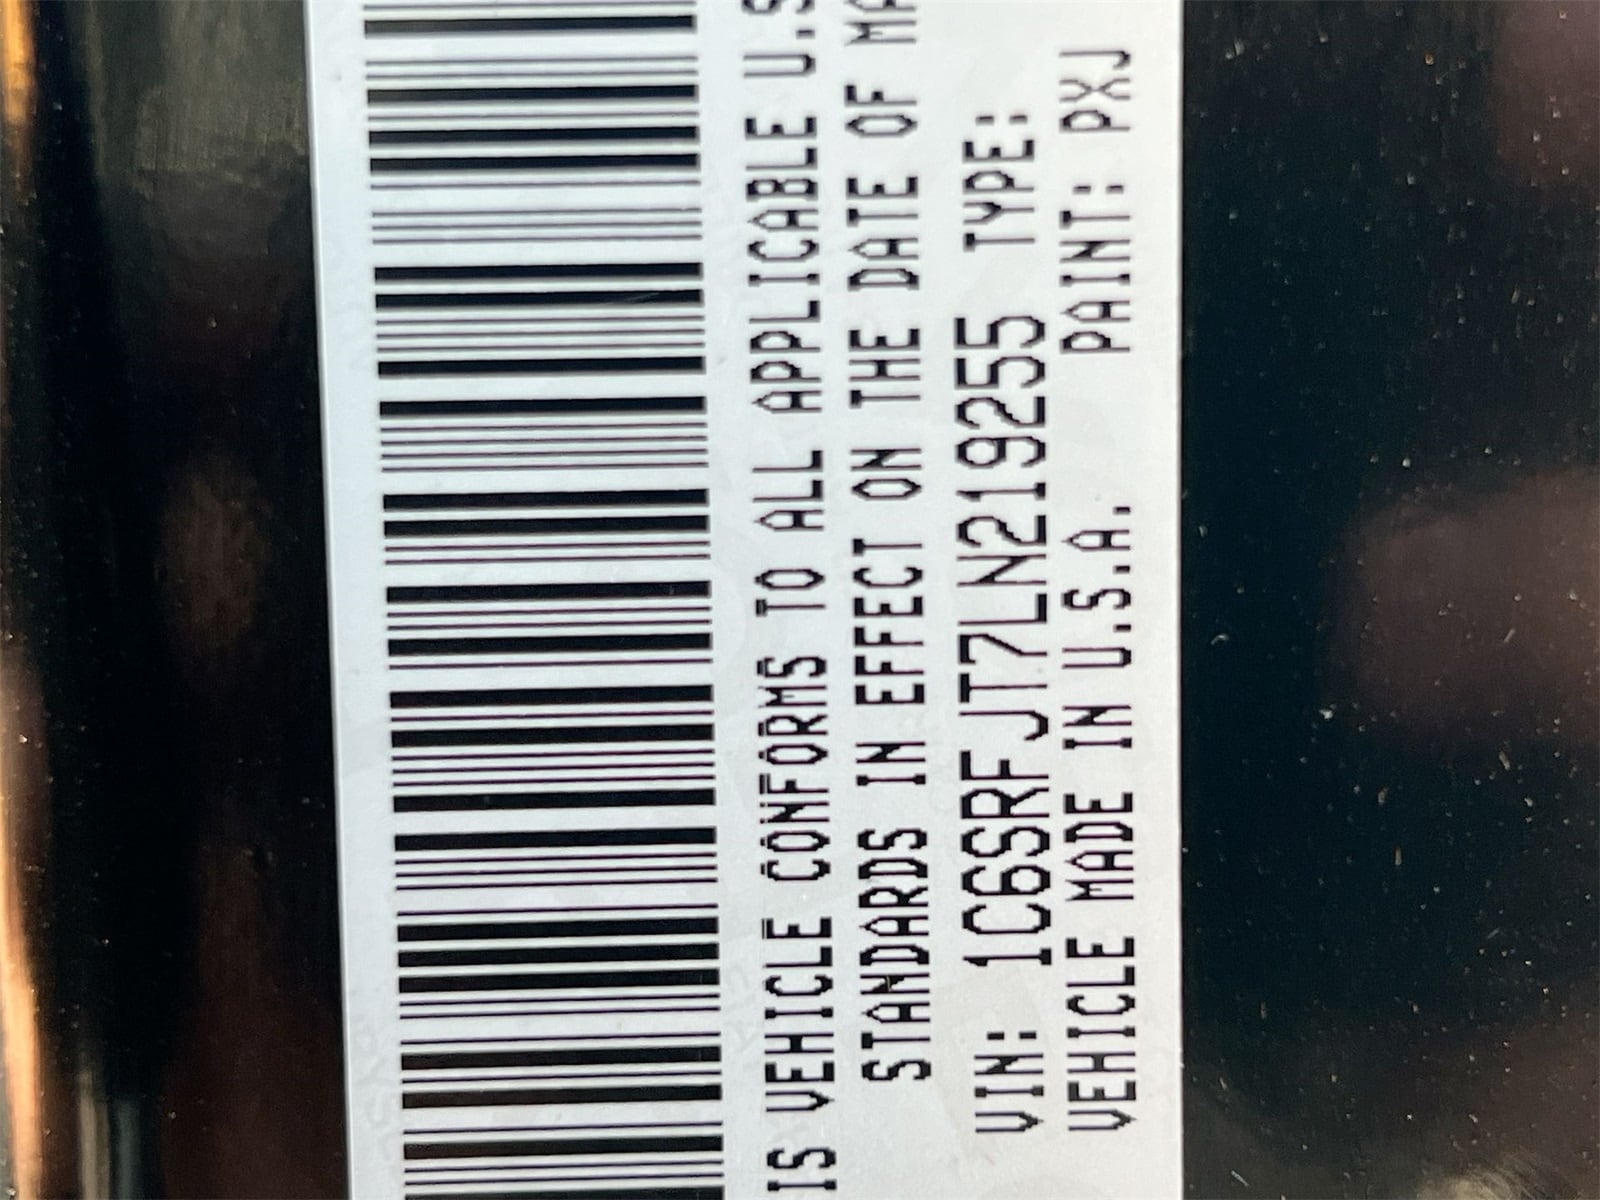 IS VEHICLE CONFORMS TO ALL APPLICABLE U.S
STANDARDS IN EFFECT ON THE DATE OF MA
VIN: 1C6SRFJT7LN219255 TYPE:
VEHICLE MADE IN U.S.A. PAINT: PXJ